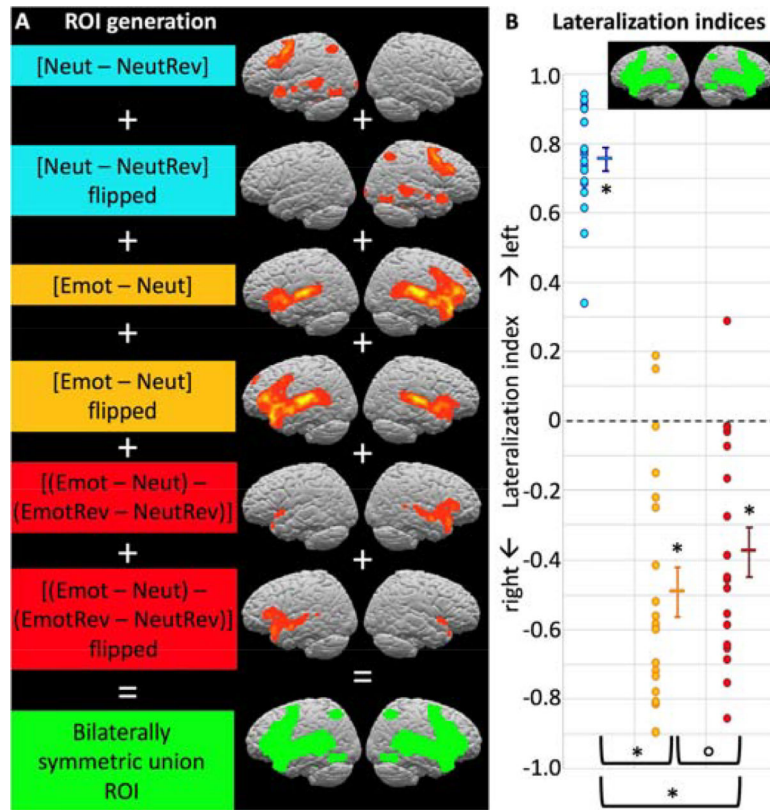 A ROI generation
[Neut – NeutRev]
+ +
[Neut – NeutRev]
flipped
+ +
[Emot – Neut]
+ +
[Emot – Neut]
flipped
+ +
[(Emot – Neut) –
(EmotRev – NeutRev)]
+ +
[(Emot – Neut) –
(EmotRev – NeutRev)]
flipped
= =
Bilaterally
symmetric union
ROI
B Lateralization indices
right ← Lateralization index → left
1.0
0.8
0.6
0.4
0.2
0
-0.2
-0.4
-0.6
-0.8
-1.0
*
*
*
* o
*